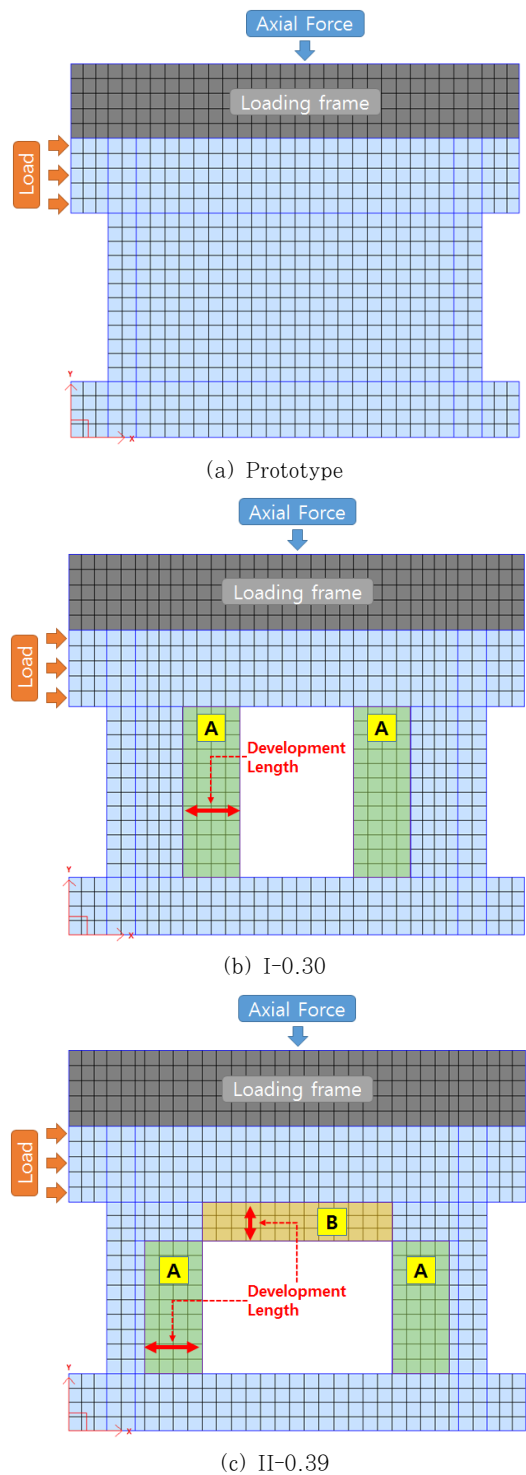 Axial Force
Loading frame
Load
Y
X
(a) Prototype
Axial Force
Loading frame
Load
A
A
Development
Length
Y
X
(b) I-0.30
Axial Force
Loading frame
Load
B
A
A
Development
Length
Y
X
(c) II-0.39